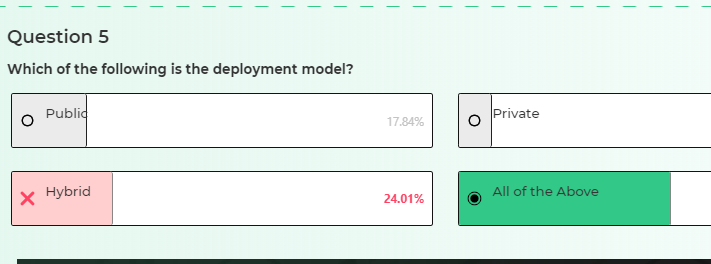 Question 5
Which of the following is the deployment model?
Public
17.84%
Private
Hybrid
24.01%
All of the Above